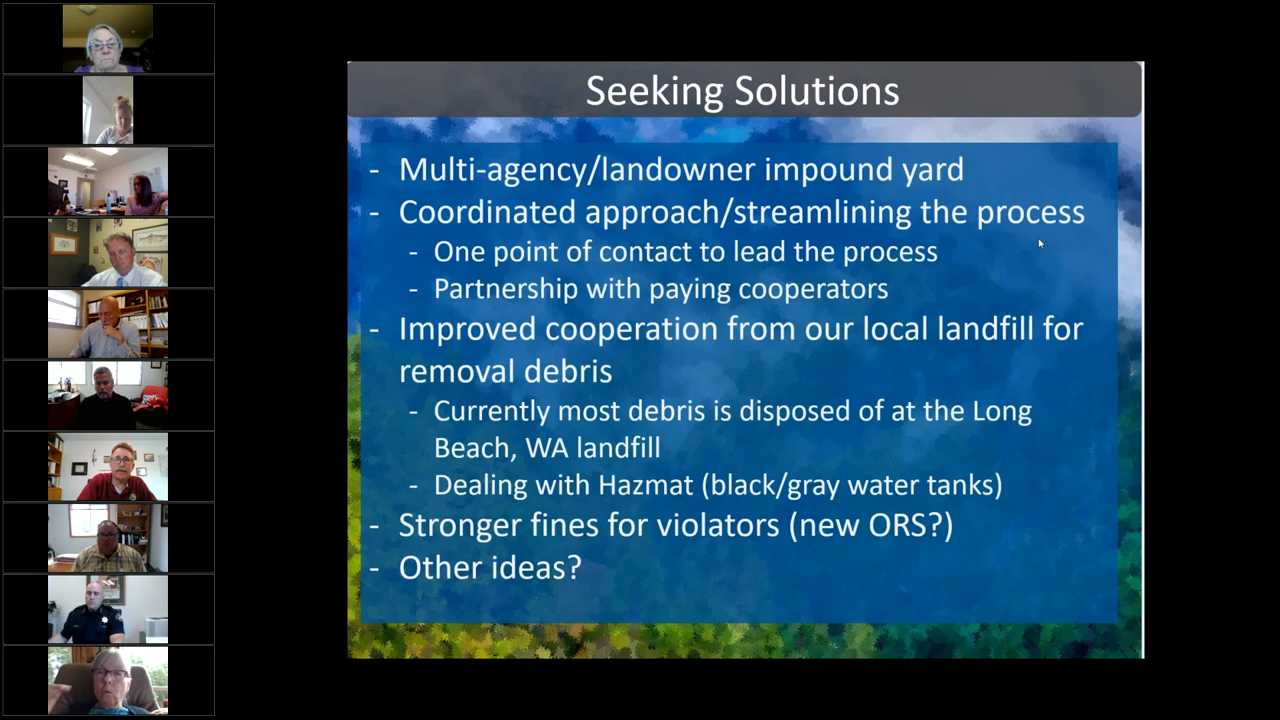 Seeking Solutions
- Multi-agency/landowner impound yard
- Coordinated approach/streamlining the process
- One point of contact to lead the process
- Partnership with paying cooperators
- Improved cooperation from our local landfill for
removal debris
- Currently most debris is disposed of at the Long
Beach, WA landfill
- Dealing with Hazmat (black/gray water tanks)
- Stronger fines for violators (new ORS?)
- Other ideas?